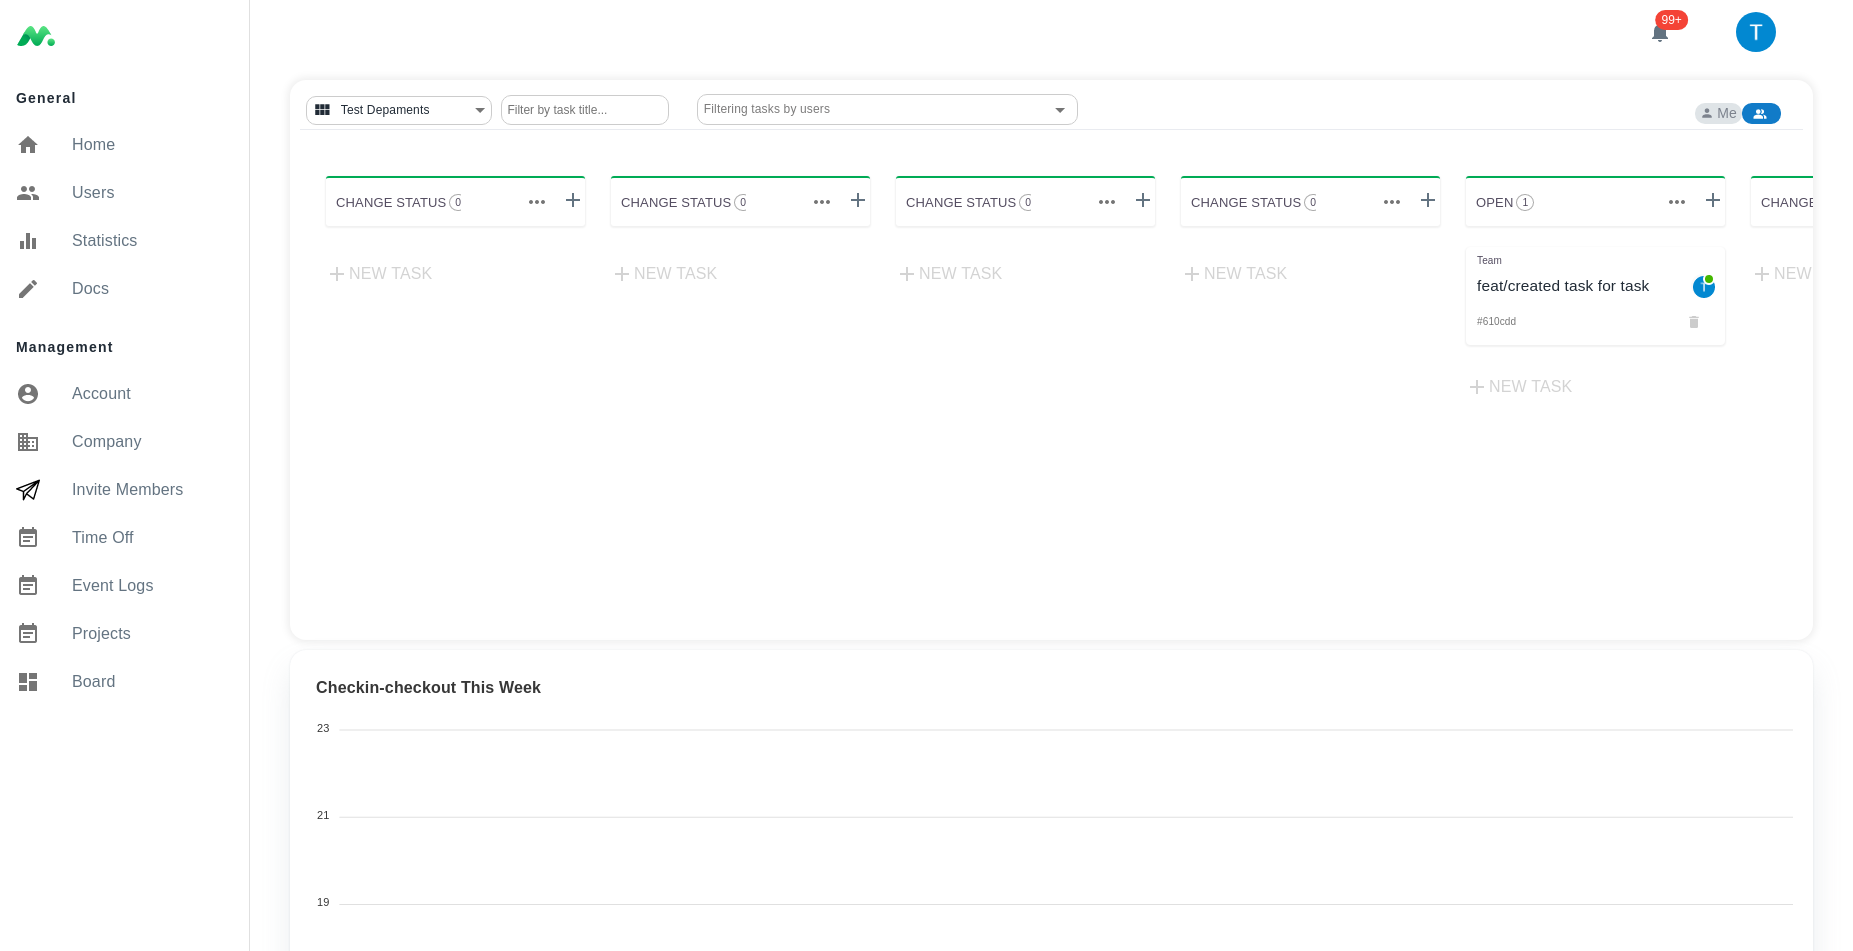 99+
T
General
Home
Users
Statistics
Docs
Management
Account
Company
Invite Members
Time Off
Event Logs
Projects
Board
Test Depaments
Filter by task title...
Filtering tasks by users
Me
CHANGE STATUS 0
CHANGE STATUS 0
CHANGE STATUS 0
CHANGE STATUS 0
OPEN 1
CHANGE
NEW TASK
NEW TASK
NEW TASK
NEW TASK
Team
feat/created task for task
T
#610cdd
NEW TASK
NEW
Checkin-checkout This Week
23
21
19